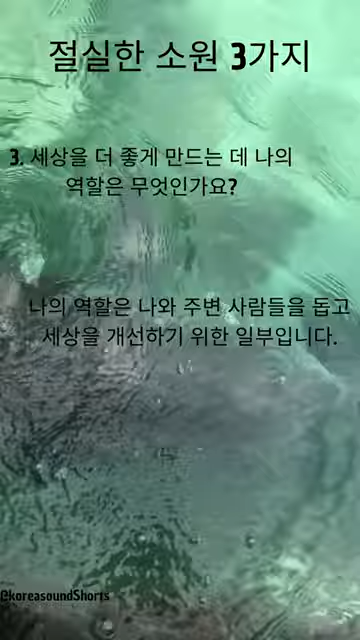 절실한 소원 3가지
3. 세상을 더 좋게 만드는 데 나의
역할은 무엇인가요?
나의 역할은 나와 주변 사람들을 돕고
세상을 개선하기 위한 일부입니다.
@koreasoundShorts